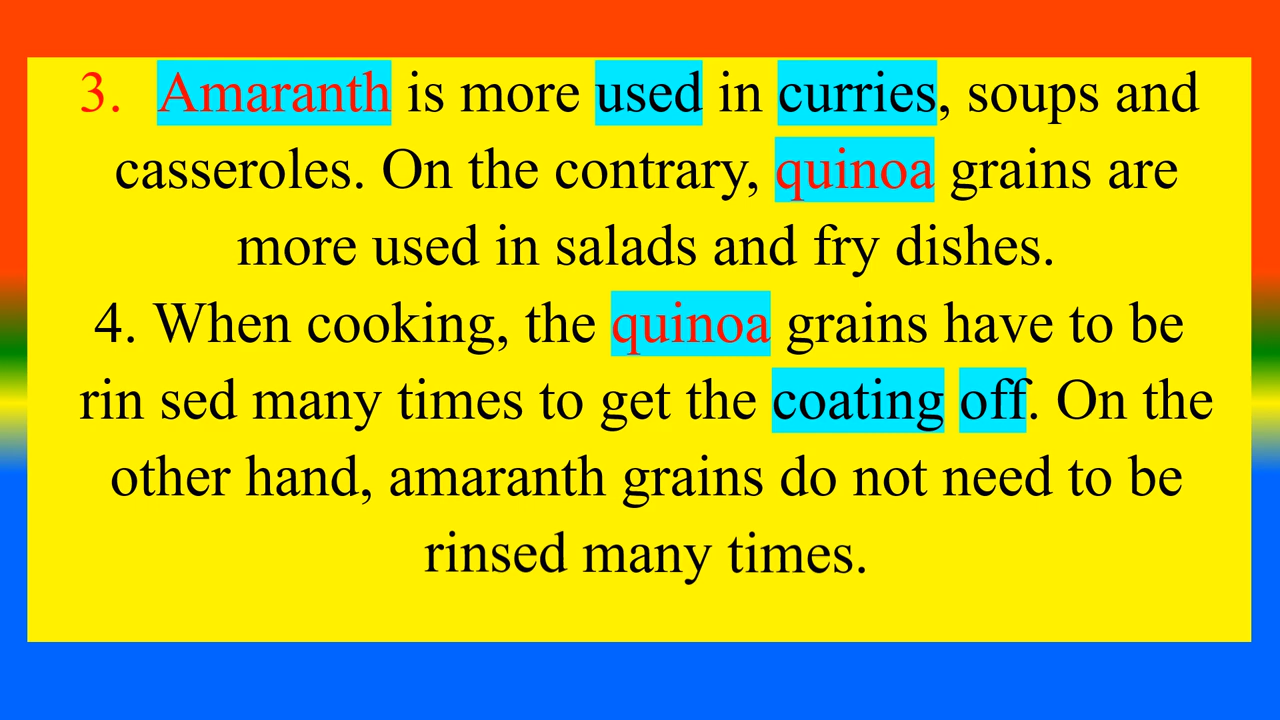 3. Amaranth is more used in curries, soups and
casseroles. On the contrary, quinoa grains are
more used in salads and fry dishes.
4. When cooking, the quinoa grains have to be
rin sed many times to get the coating off. On the
other hand, amaranth grains do not need to be
rinsed many times.